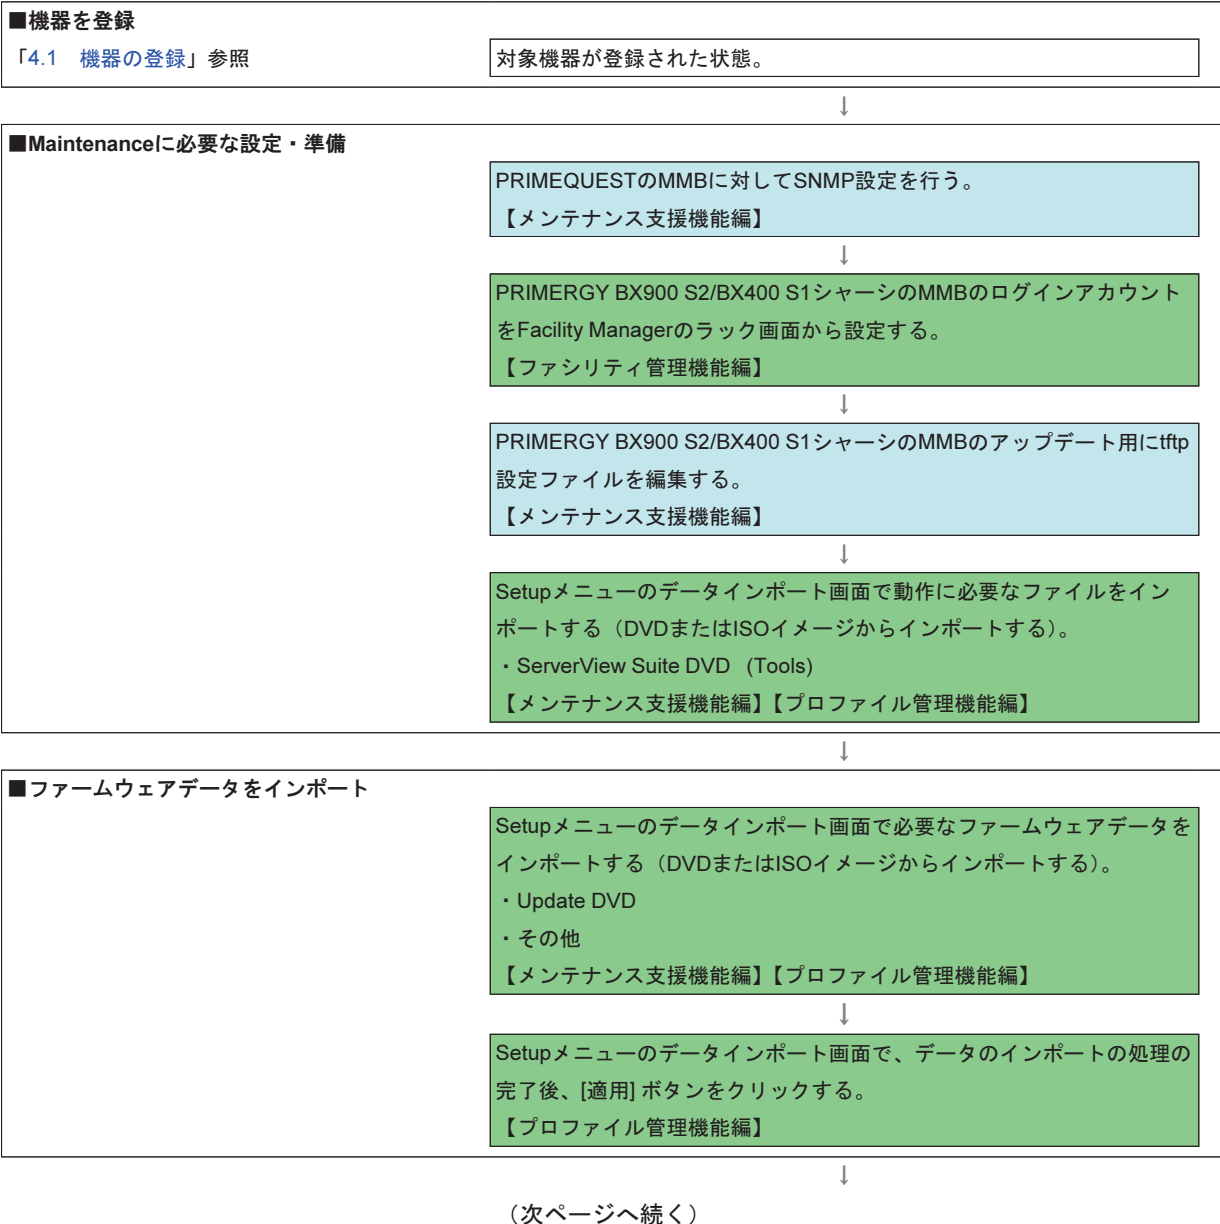 ■機器を登録
「4.1　機器の登録」参照
対象機器が登録された状態。
↓
■Maintenanceに必要な設定・準備
PRIMEQUESTのMMBに対してSNMP設定を行う。
【メンテナンス支援機能編】
↓
PRIMERGY BX900 S2/BX400 S1シャーシのMMBのログインアカウント
をFacility Managerのラック画面から設定する。
【ファシリティ管理機能編】
↓
PRIMERGY BX900 S2/BX400 S1シャーシのMMBのアップデート用にtftp
設定ファイルを編集する。
【メンテナンス支援機能編】
↓
Setupメニューのデータインポート画面で動作に必要なファイルをイン
ポートする（DVDまたはISOイメージからインポートする）。
・ServerView Suite DVD (Tools)
【メンテナンス支援機能編】【プロファイル管理機能編】
↓
■ファームウェアデータをインポート
Setupメニューのデータインポート画面で必要なファームウェアデータを
インポートする（DVDまたはISOイメージからインポートする）。
・Update DVD
・その他
【メンテナンス支援機能編】【プロファイル管理機能編】
↓
Setupメニューのデータインポート画面で、データのインポートの処理の
完了後、[適用] ボタンをクリックする。
【プロファイル管理機能編】
↓
（次ページへ続く）